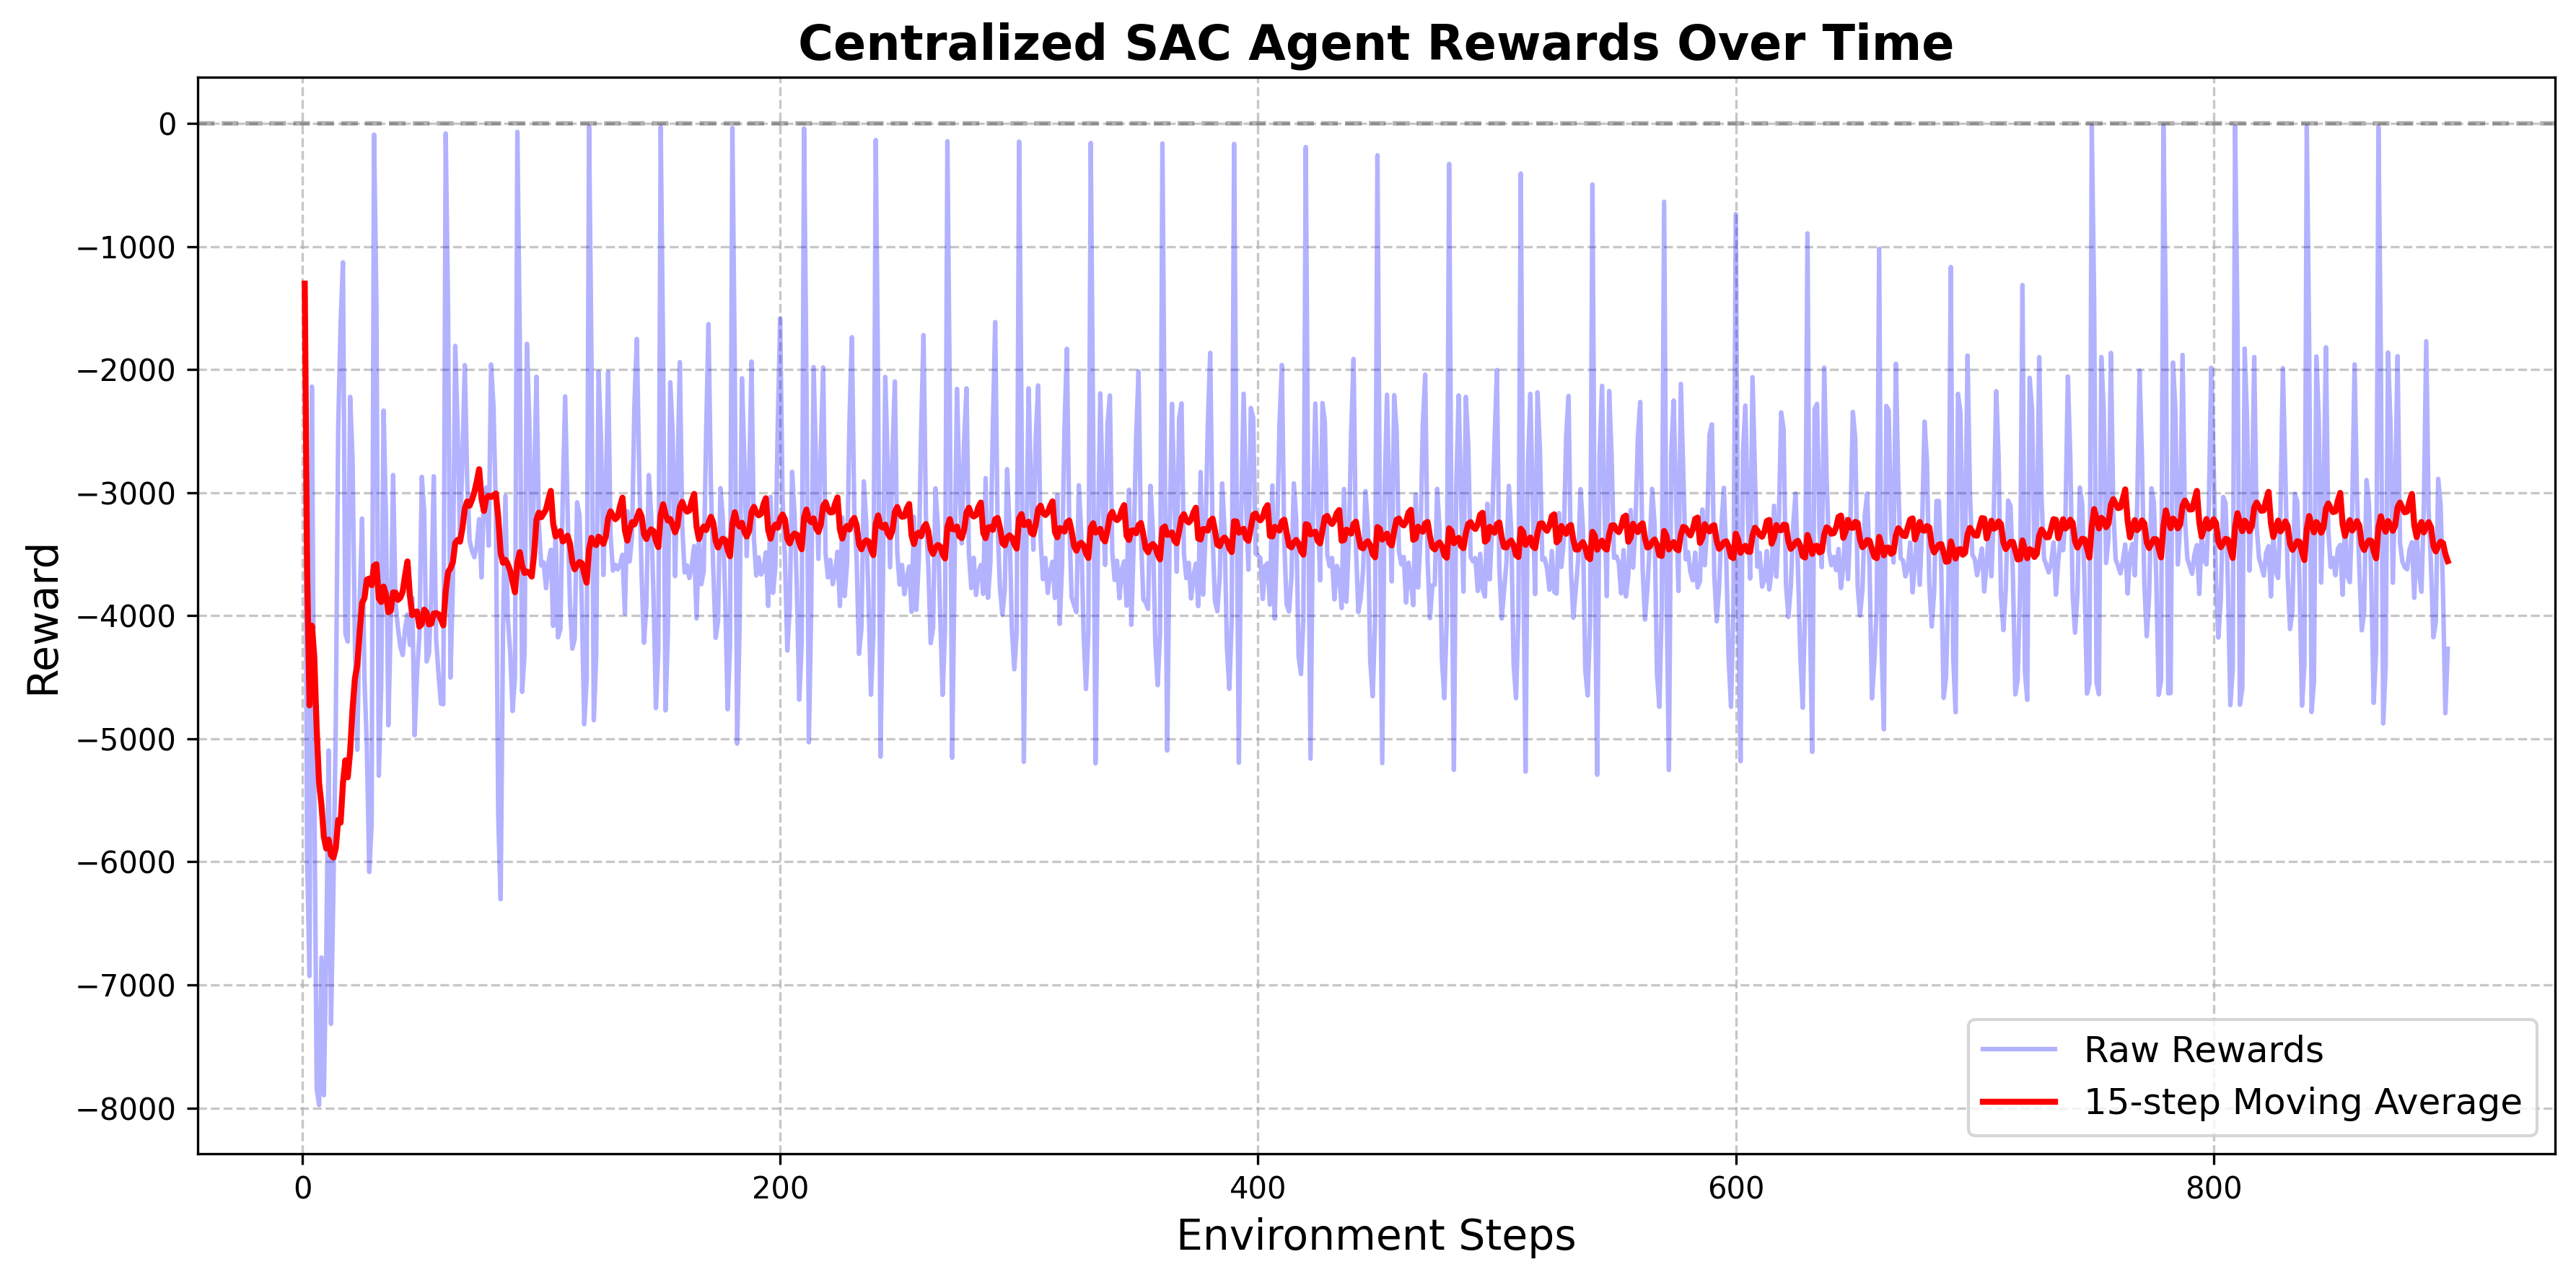 Centralized SAC Agent Rewards Over Time
Reward
0
−1000
−2000
−3000
−4000
−5000
−6000
−7000
−8000
0 200 400 600 800
Environment Steps
Raw Rewards
15-step Moving Average